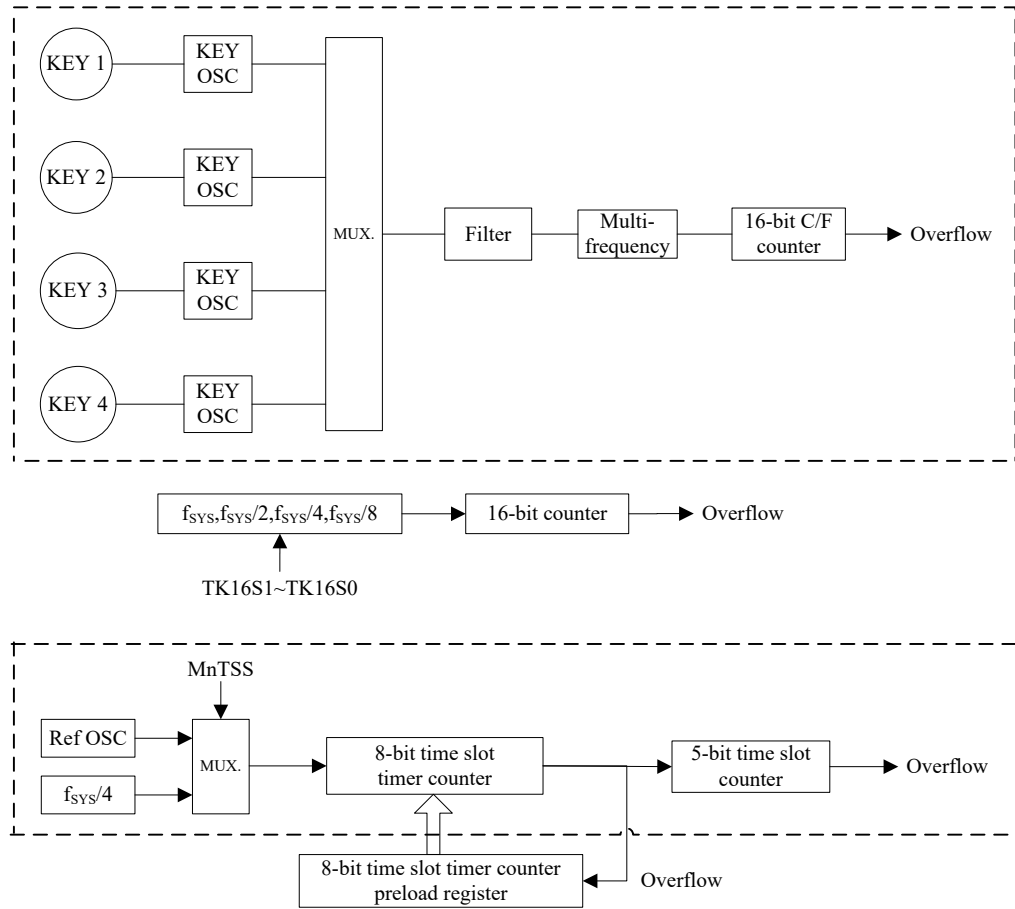 KEY 1
KEY
OSC
KEY 2
KEY
OSC
KEY 3
KEY
OSC
KEY 4
KEY
OSC
MUX.
Filter
Multi-
frequency
16-bit C/F
counter
Overflow
fSYS,fSYS/2,fSYS/4,fSYS/8
16-bit counter
Overflow
TK16S1~TK16S0
MnTSS
Ref OSC
fSYS/4
MUX.
8-bit time slot
timer counter
5-bit time slot
counter
Overflow
8-bit time slot timer counter
preload register
Overflow